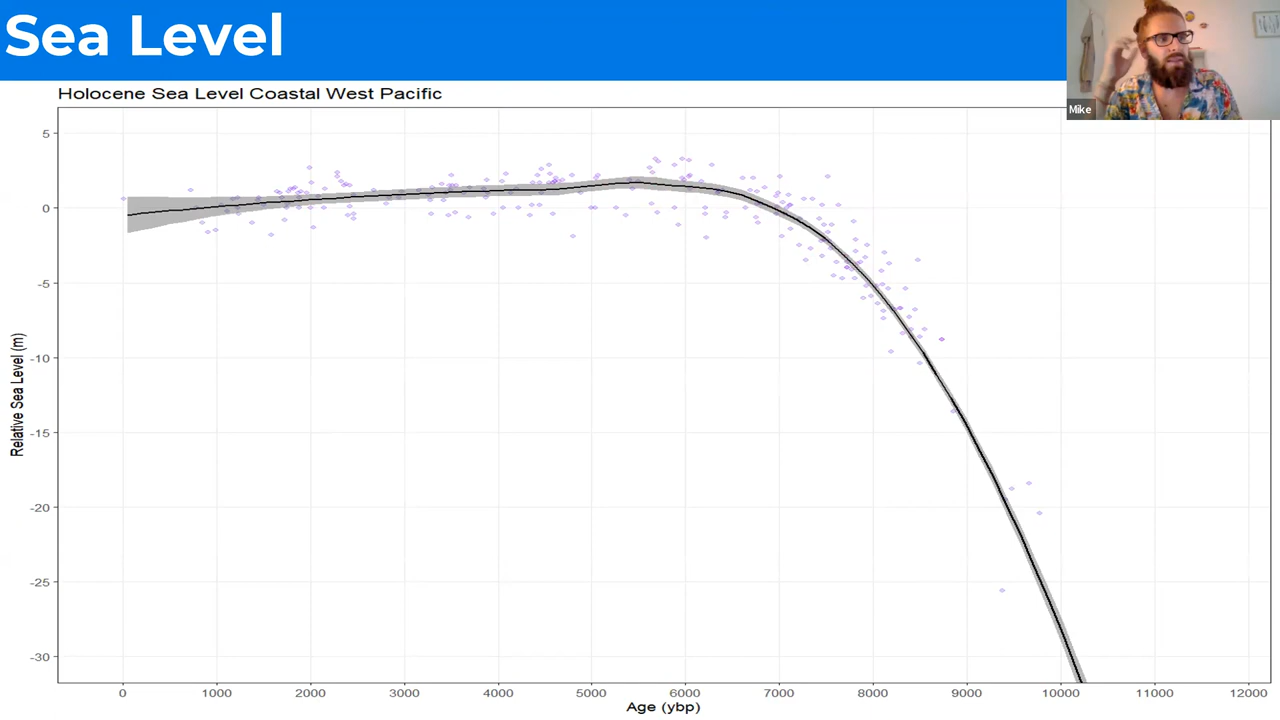 Sea Level
Mike
Holocene Sea Level Coastal West Pacific
Relative Sea Level (m)
5
0
-5
-10
-15
-20
-25
-30
0 1000 2000 3000 4000 5000 6000 7000 8000 9000 10000 11000 12000
Age (ybp)